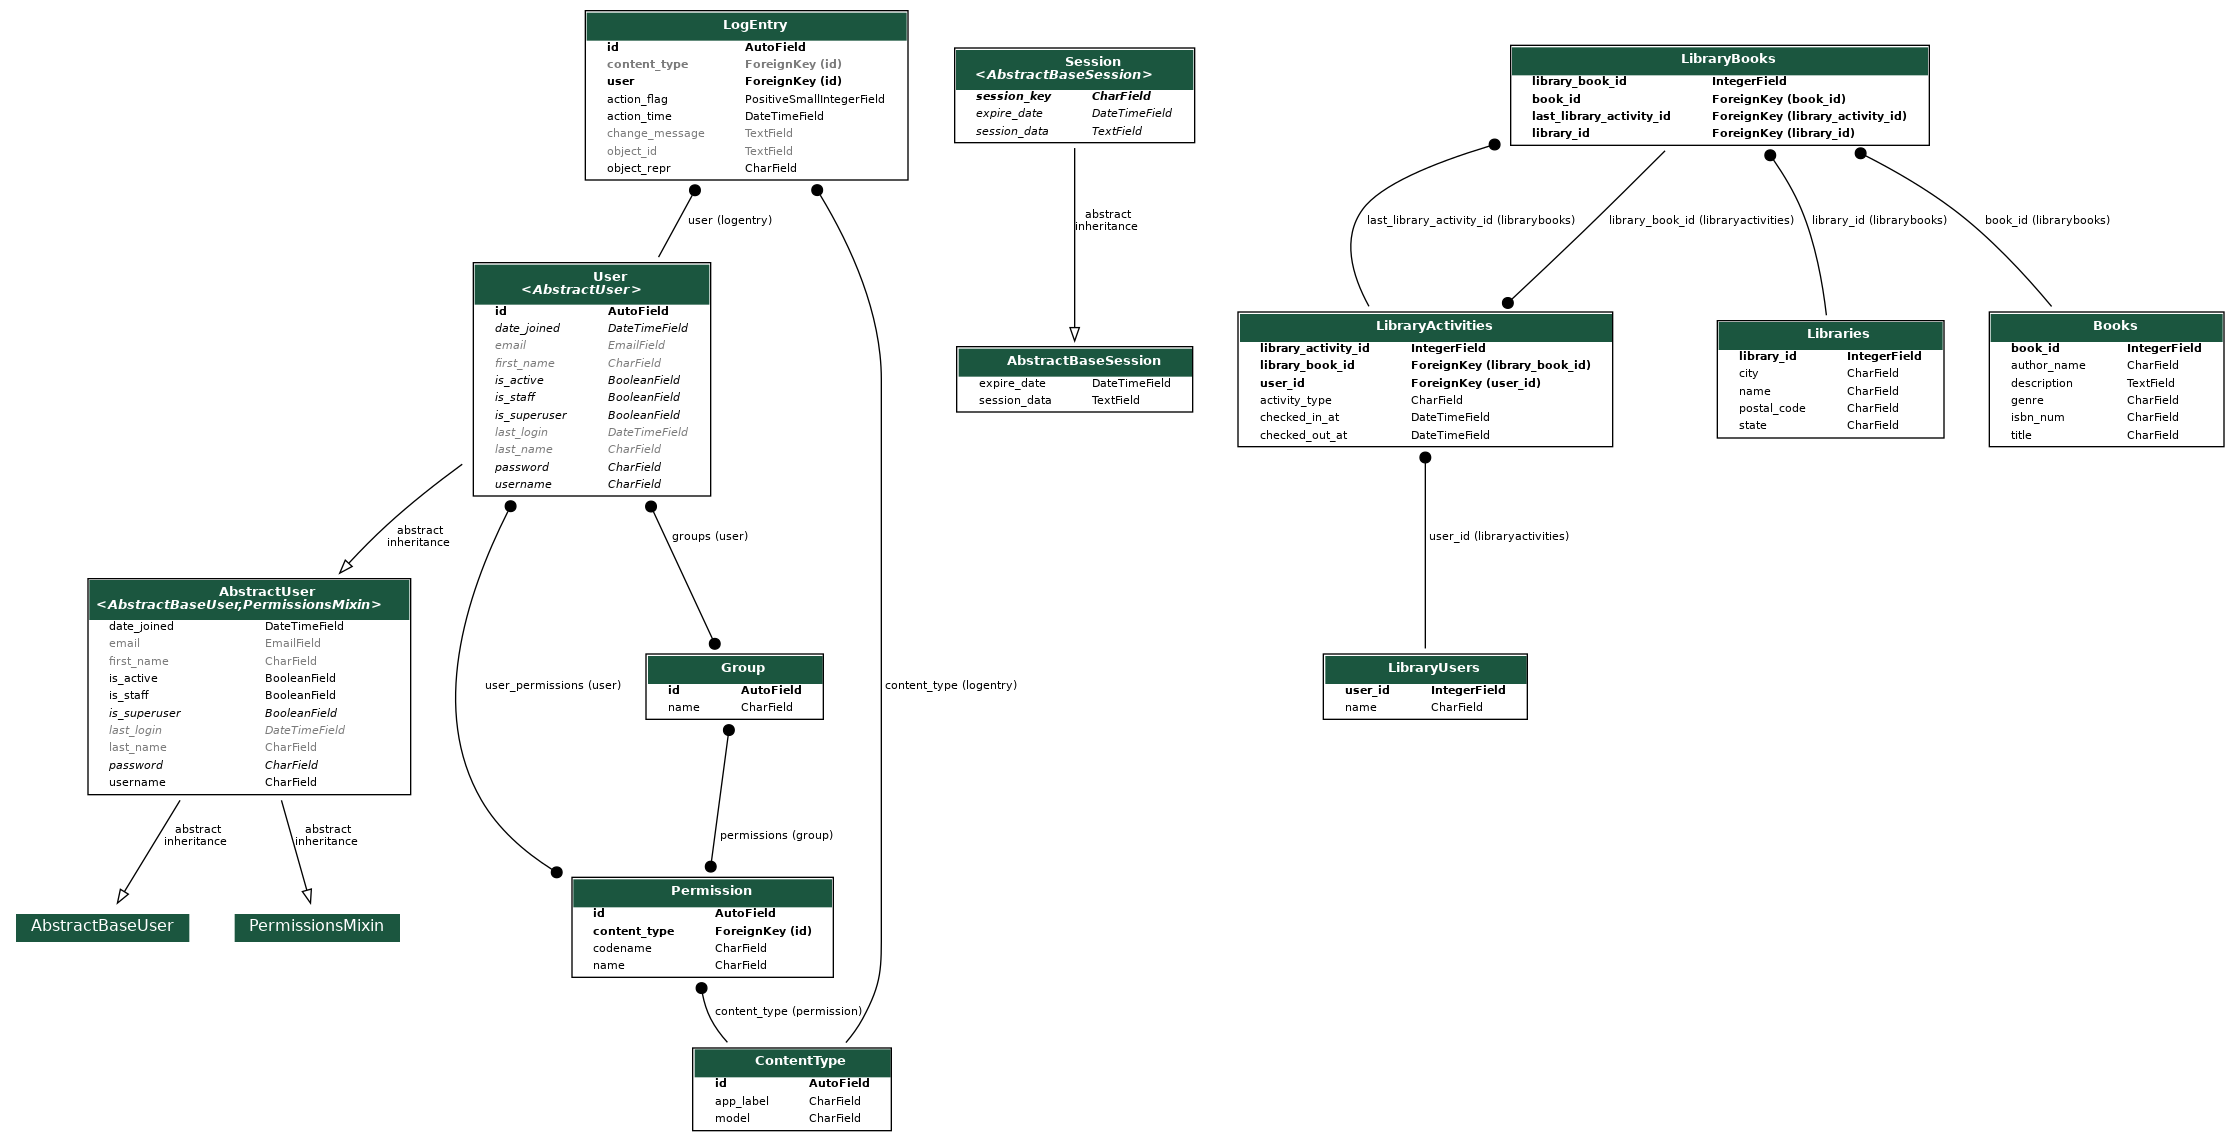 LogEntry
id AutoField
content_type ForeignKey (id)
user ForeignKey (id)
action_flag PositiveSmallIntegerField
action_time DateTimeField
change_message TextField
object_id TextField
object_repr CharField
Session
<AbstractBaseSession>
session_key CharField
expire_date DateTimeField
session_data TextField
LibraryBooks
library_book_id IntegerField
book_id ForeignKey (book_id)
last_library_activity_id ForeignKey (library_activity_id)
library_id ForeignKey (library_id)
user (logentry)
abstract
inheritance
last_library_activity_id (librarybooks)
library_book_id (libraryactivities)
library_id (librarybooks)
book_id (librarybooks)
User
<AbstractUser>
id AutoField
date_joined DateTimeField
email EmailField
first_name CharField
is_active BooleanField
is_staff BooleanField
is_superuser BooleanField
last_login DateTimeField
last_name CharField
password CharField
username CharField
AbstractBaseSession
expire_date DateTimeField
session_data TextField
LibraryActivities
library_activity_id IntegerField
library_book_id ForeignKey (library_book_id)
user_id ForeignKey (user_id)
activity_type CharField
checked_in_at DateTimeField
checked_out_at DateTimeField
Libraries
library_id IntegerField
city CharField
name CharField
postal_code CharField
state CharField
Books
book_id IntegerField
author_name CharField
description TextField
genre CharField
isbn_num CharField
title CharField
abstract
inheritance
groups (user)
user_id (libraryactivities)
AbstractUser
<AbstractBaseUser,PermissionsMixin>
date_joined DateTimeField
email EmailField
first_name CharField
is_active BooleanField
is_staff BooleanField
is_superuser BooleanField
last_login DateTimeField
last_name CharField
password CharField
username CharField
user_permissions (user)
Group
id AutoField
name CharField
content_type (logentry)
LibraryUsers
user_id IntegerField
name CharField
abstract
inheritance
abstract
inheritance
permissions (group)
AbstractBaseUser
PermissionsMixin
Permission
id AutoField
content_type ForeignKey (id)
codename CharField
name CharField
content_type (permission)
ContentType
id AutoField
app_label CharField
model CharField